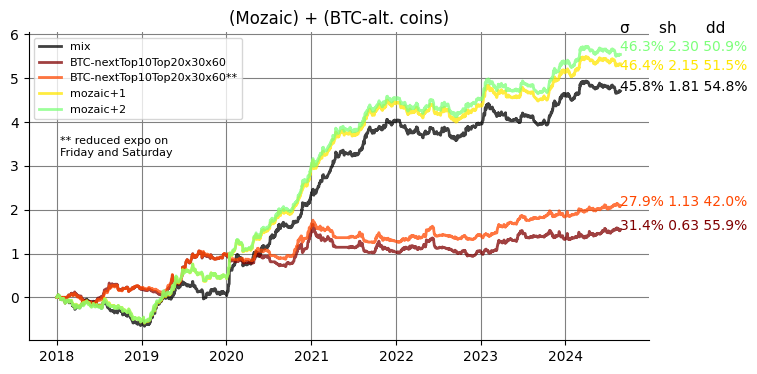 (Mozaic) + (BTC-alt. coins)
σ sh dd
mix
BTC-nextTop10Top20x30x60
BTC-nextTop10Top20x30x60**
mozaic+1
mozaic+2
** reduced expo on
Friday and Saturday
46.3% 2.30 50.9%
46.4% 2.15 51.5%
45.8% 1.81 54.8%
27.9% 1.13 42.0%
31.4% 0.63 55.9%
6
5
4
3
2
1
0
2018 2019 2020 2021 2022 2023 2024